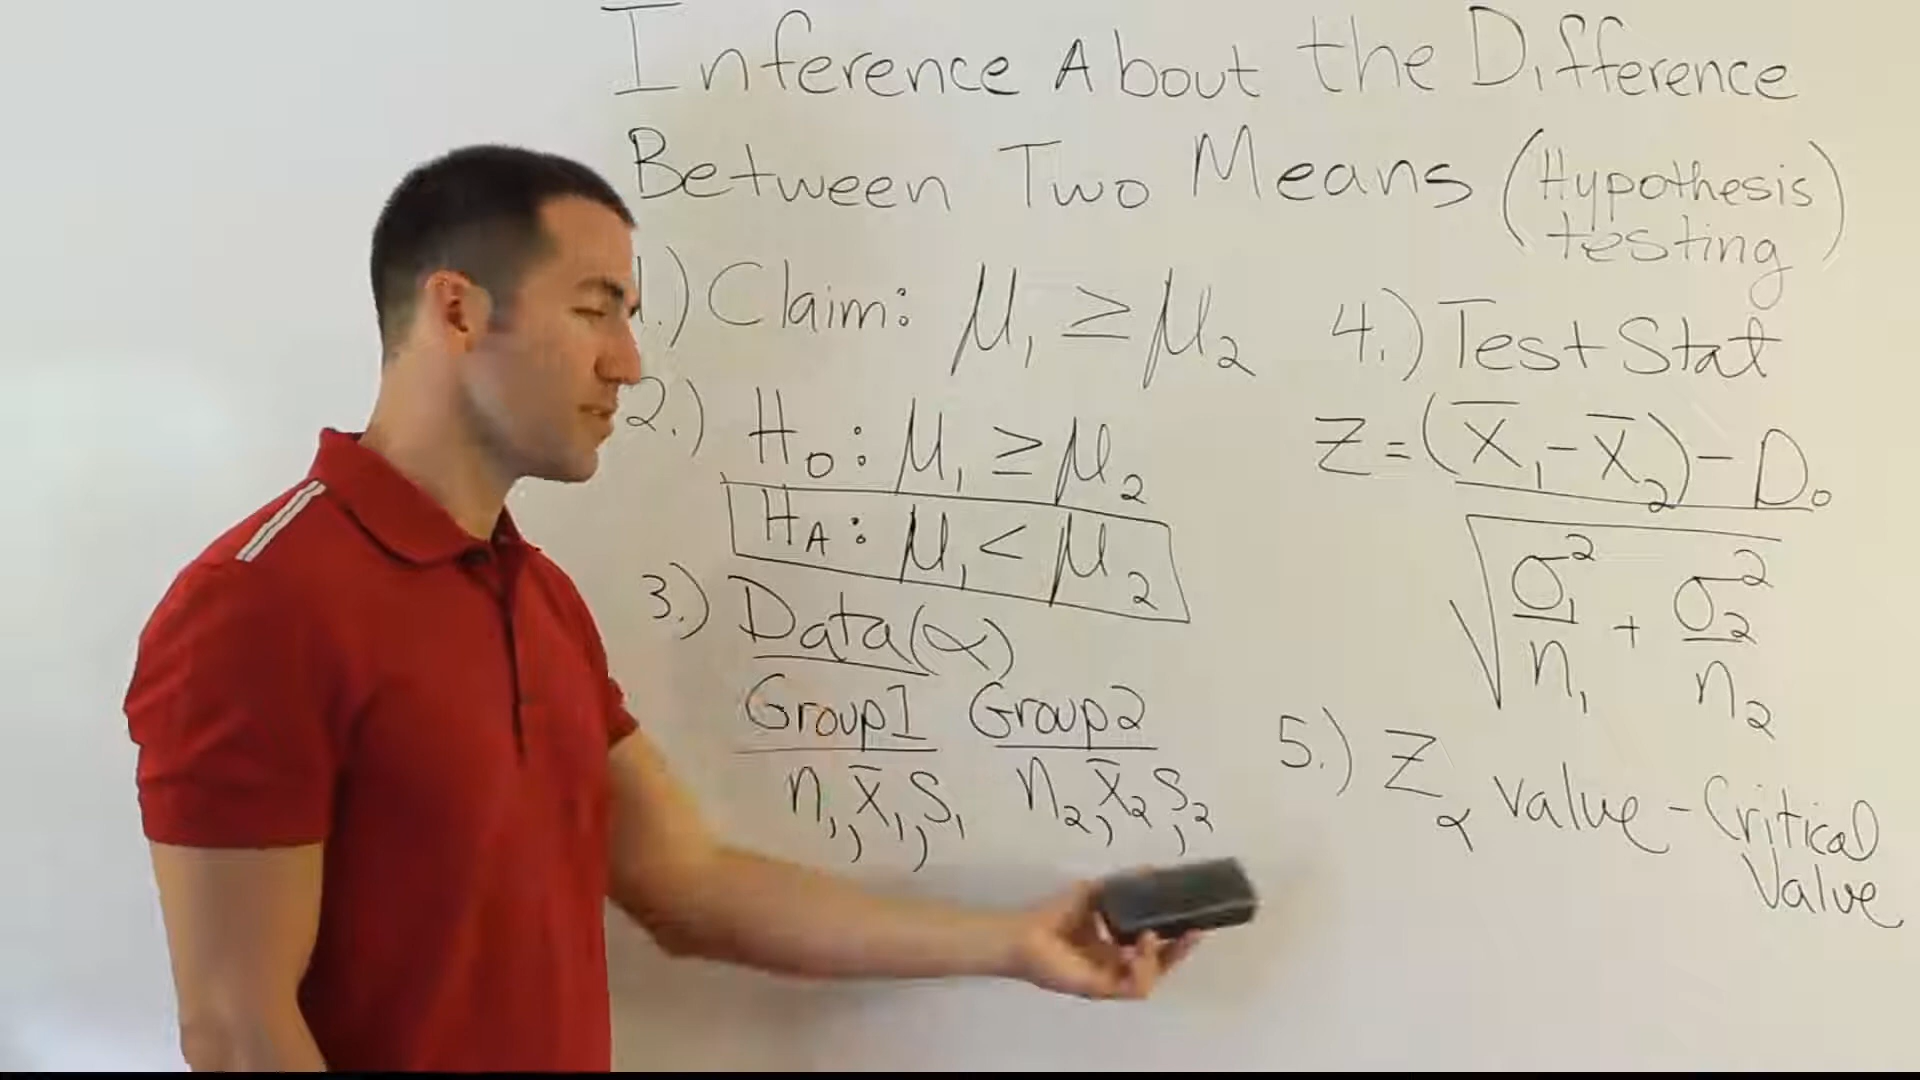 Inference About the Difference
Between Two Means (Hypothesis testing)
1.) Claim: μ₁ ≥ μ₂
2.) H₀: μ₁ ≥ μ₂
H_A: μ₁ < μ₂
3.) Data(α)
Group1 Group2
n₁, x̄₁, s₁ n₂, x̄₂, s₂
4.) Test Stat
Z = (x̄₁ - x̄₂) - D₀
√ σ₁²/n₁ + σ₂²/n₂
5.) Z_α value - Critical
Value